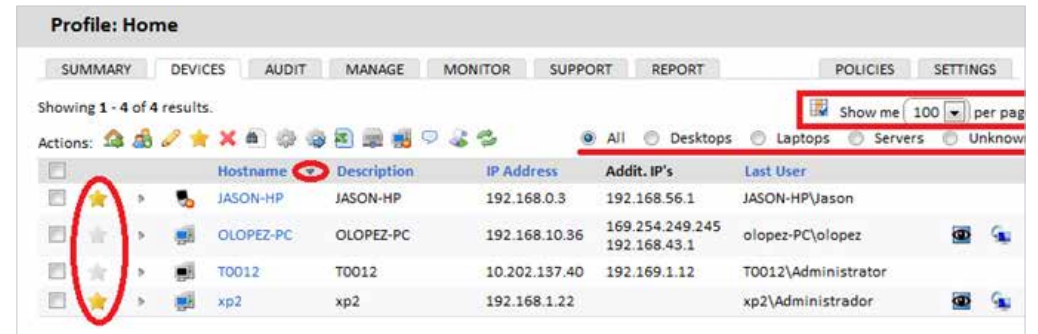 Profile: Home
SUMMARY DEVICES AUDIT MANAGE MONITOR SUPPORT REPORT POLICIES SETTINGS
Showing 1 - 4 of 4 results. Show me 100 per pag
Actions: All Desktops Laptops Servers Unknow
Hostname Description IP Address Addit. IP's Last User
JASON-HP JASON-HP 192.168.0.3 192.168.56.1 JASON-HP\Jason
OLOPEZ-PC OLOPEZ-PC 192.168.10.36 169.254.249.245 olopez-PC\olopez
192.168.43.1
T0012 T0012 10.202.137.40 192.169.1.12 T0012\Administrator
xp2 xp2 192.168.1.22 xp2\Administrador